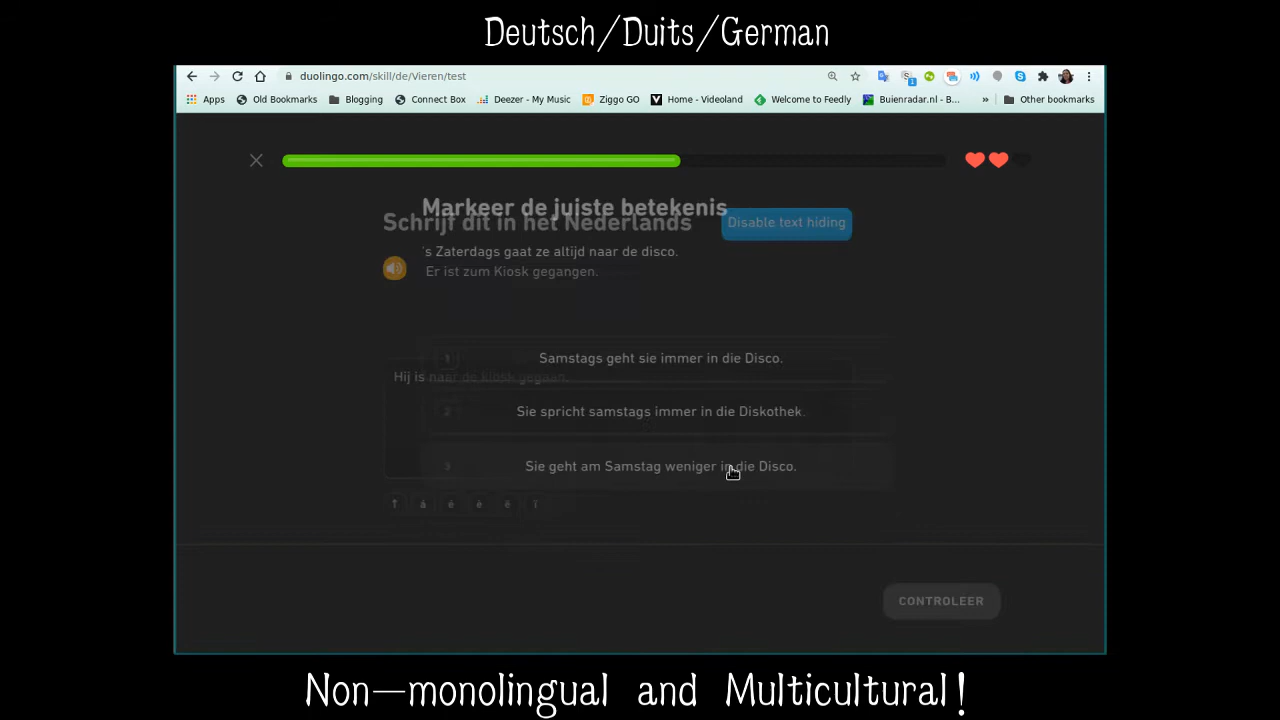 Deutsch/Duits/German
duolingo.com/skill/de/Vieren/test
1
Apps Old Bookmarks Blogging Connect Box Deezer - My Music Ziggo GO Home - Videoland Welcome to Feedly Buienradar.nl - B... » Other bookmarks
Markeer de juiste betekenis
Schrijf dit in het Nederlands
Disable text hiding
's Zaterdags gaat ze altijd naar de disco.
Er ist zum Kiosk gegangen.
1 Samstags geht sie immer in die Disco.
Hij is naar de kiosk gegaan.
2 Sie spricht samstags immer in die Diskothek.
3 Sie geht am Samstag weniger in die Disco.
↑ á é è ë ï
CONTROLEER
Non-monolingual and Multicultural!